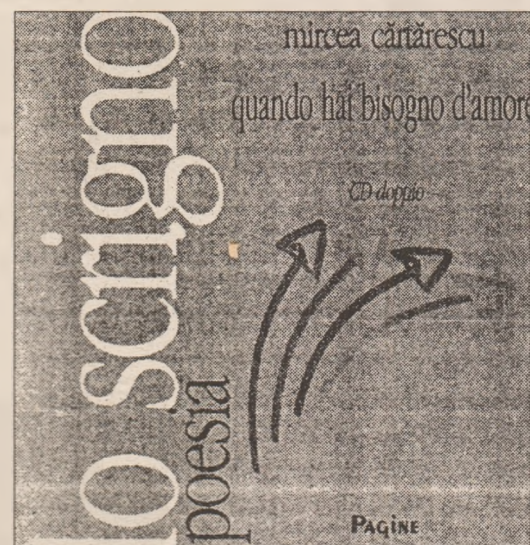 mircea cărtărescu
quando hai bisogno d'amore
CD doppio
lo scrigno
poesia
PAGINE